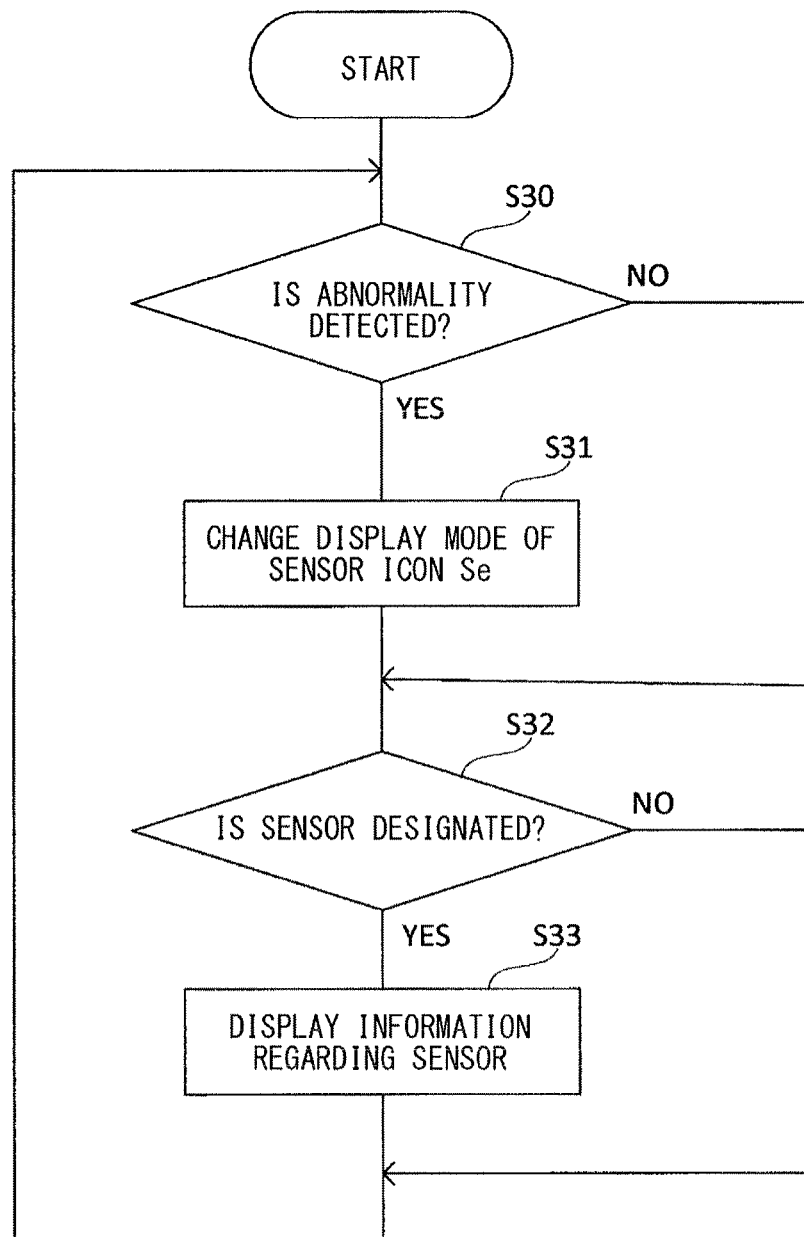 START
S30
IS ABNORMALITY
DETECTED?
NO
YES
S31
CHANGE DISPLAY MODE OF
SENSOR ICON Se
S32
IS SENSOR DESIGNATED?
NO
YES
S33
DISPLAY INFORMATION
REGARDING SENSOR